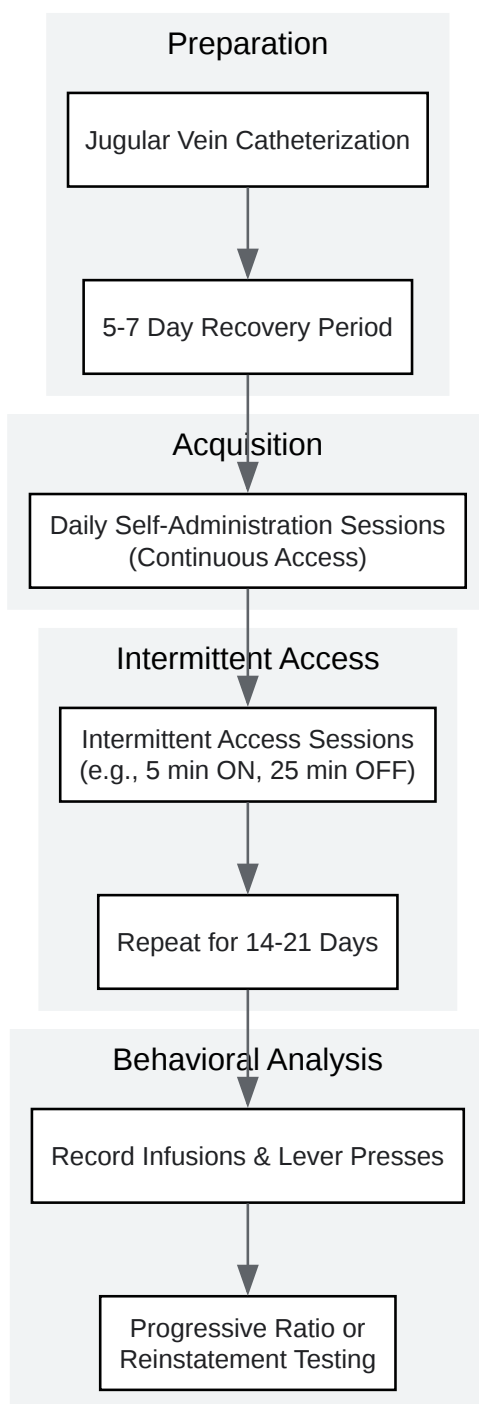 Preparation
Jugular Vein Catheterization
5-7 Day Recovery Period
Acquisition
Daily Self-Administration Sessions
(Continuous Access)
Intermittent Access
Intermittent Access Sessions
(e.g., 5 min ON, 25 min OFF)
Repeat for 14-21 Days
Behavioral Analysis
Record Infusions & Lever Presses
Progressive Ratio or
Reinstatement Testing